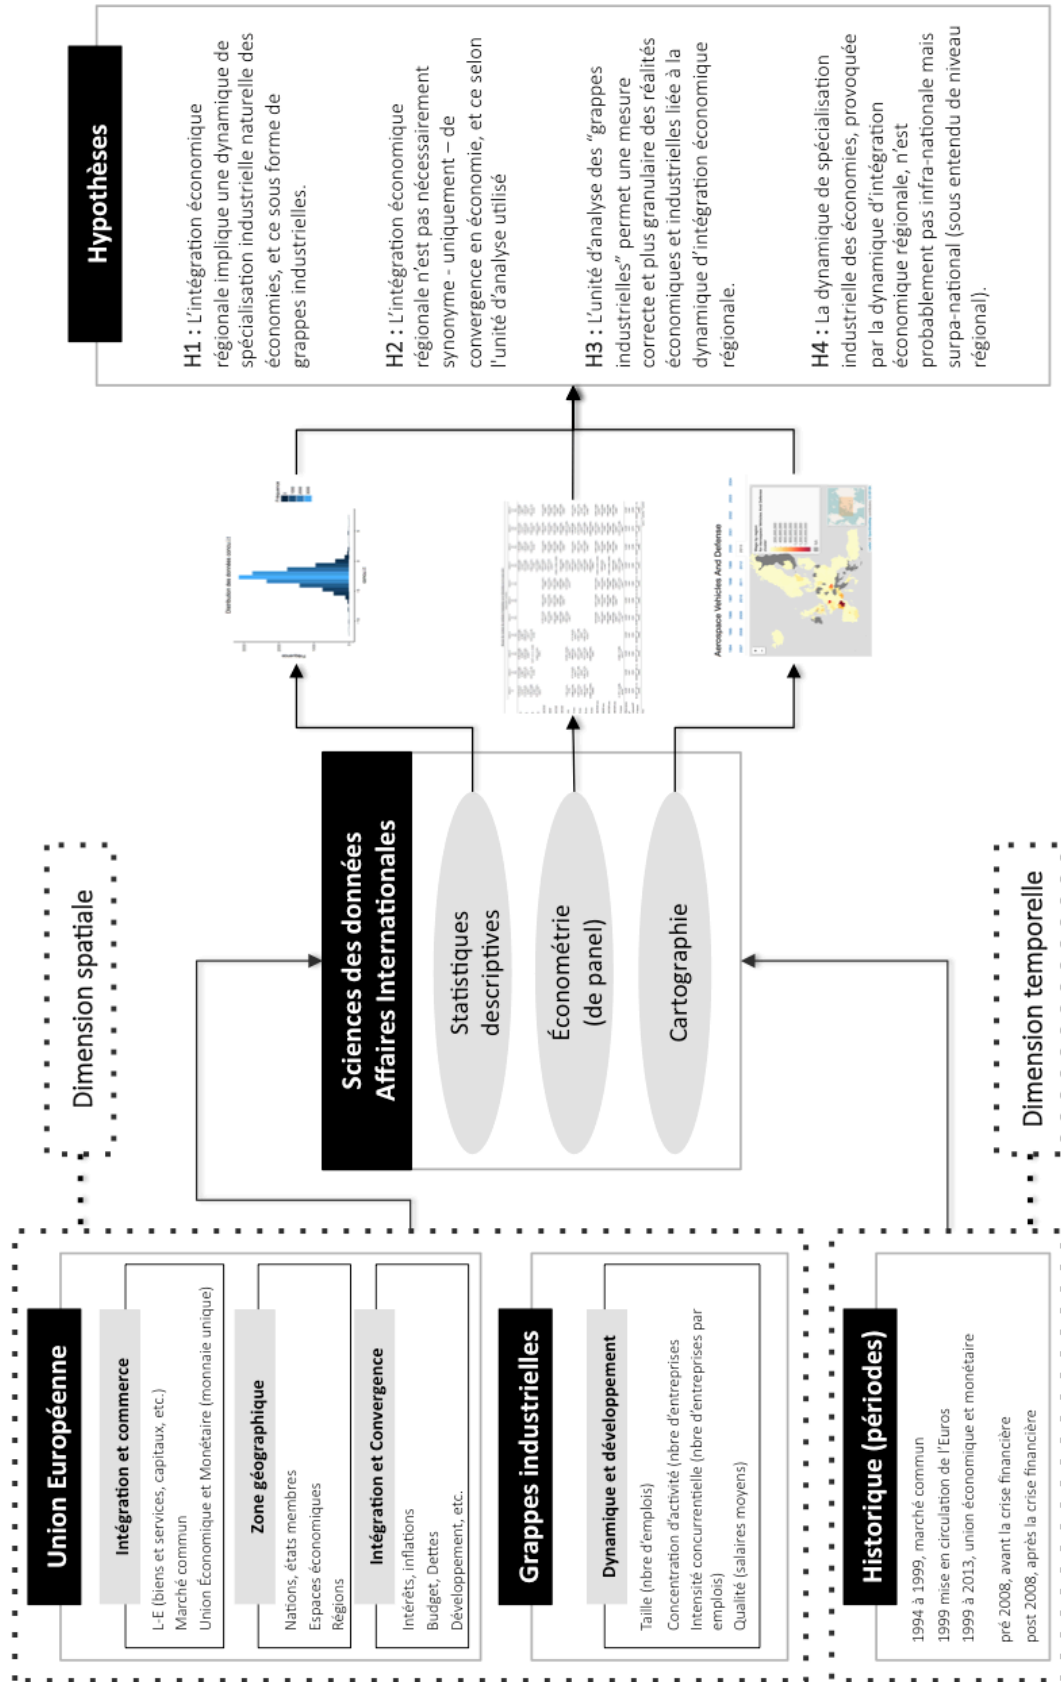 Union Européenne
Intégration et commerce
L-E (biens et services, capitaux, etc.)
Marché commun
Union Économique et Monétaire (monnaie unique)
Zone géographique
Nations, états membres
Espaces économiques
Régions
Intégration et Convergence
Intérêts, inflations
Budget, Dettes
Développement, etc.
Grappes industrielles
Dynamique et développement
Taille (nbre d'emplois)
Concentration d'activité (nbre d'entreprises
Intensité concurrentielle (nbre d'entreprises par
emplois)
Qualité (salaires moyens)
Historique (périodes)
1994 à 1999, marché commun
1999 mise en circulation de l'Euros
1999 à 2013, union économique et monétaire
pré 2008, avant la crise financière
post 2008, après la crise financière
Dimension spatiale
Dimension temporelle
Sciences des données
Affaires Internationales
Statistiques
descriptives
Économétrie
(de panel)
Cartographie
Aerospace Vehicles And Defense
Hypothèses
H1 : L'intégration économique
régionale implique une dynamique de
spécialisation industrielle naturelle des
économies, et ce sous forme de
grappes industrielles.
H2 : L'intégration économique
régionale n'est pas nécessairement
synonyme - uniquement – de
convergence en économie, et ce selon
l'unité d'analyse utilisé
H3 : L'unité d'analyse des "grappes
industrielles" permet une mesure
correcte et plus granulaire des réalités
économiques et industrielles liée à la
dynamique d'intégration économique
régionale.
H4 : La dynamique de spécialisation
industrielle des économies, provoquée
par la dynamique d'intégration
économique régionale, n'est
probablement pas infra-nationale mais
surpa-national (sous entendu de niveau
régional).